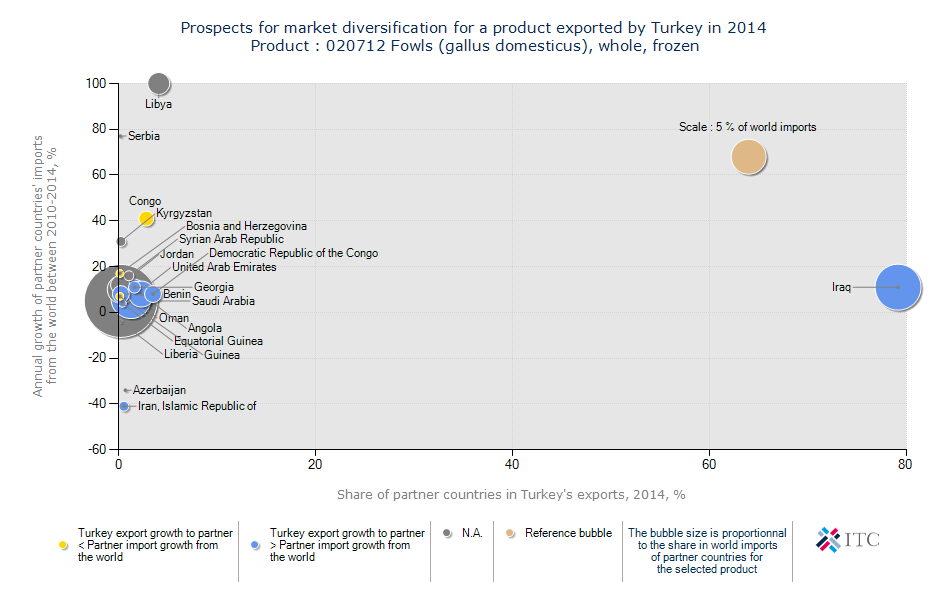 Prospects for market diversification for a product exported by Turkey in 2014
Product : 020712 Fowls (gallus domesticus), whole, frozen
Annual growth of partner countries' imports
from the world between 2010-2014, %
100
80
60
40
20
0
-20
-40
-60
Libya
Serbia
Scale : 5 % of world imports
Congo
Kyrgyzstan
Bosnia and Herzegovina
Syrian Arab Republic
Jordan
Democratic Republic of the Congo
United Arab Emirates
Georgia
Iraq
Benin
Saudi Arabia
Oman
Angola
Equatorial Guinea
Liberia
Guinea
Azerbaijan
Iran, Islamic Republic of
0
20
40
60
80
Share of partner countries in Turkey's exports, 2014, %
Turkey export growth to partner
< Partner import growth from
the world
Turkey export growth to partner
> Partner import growth from
the world
N.A.
Reference bubble
The bubble size is proportionnal
to the share in world imports
of partner countries for
the selected product
ITC